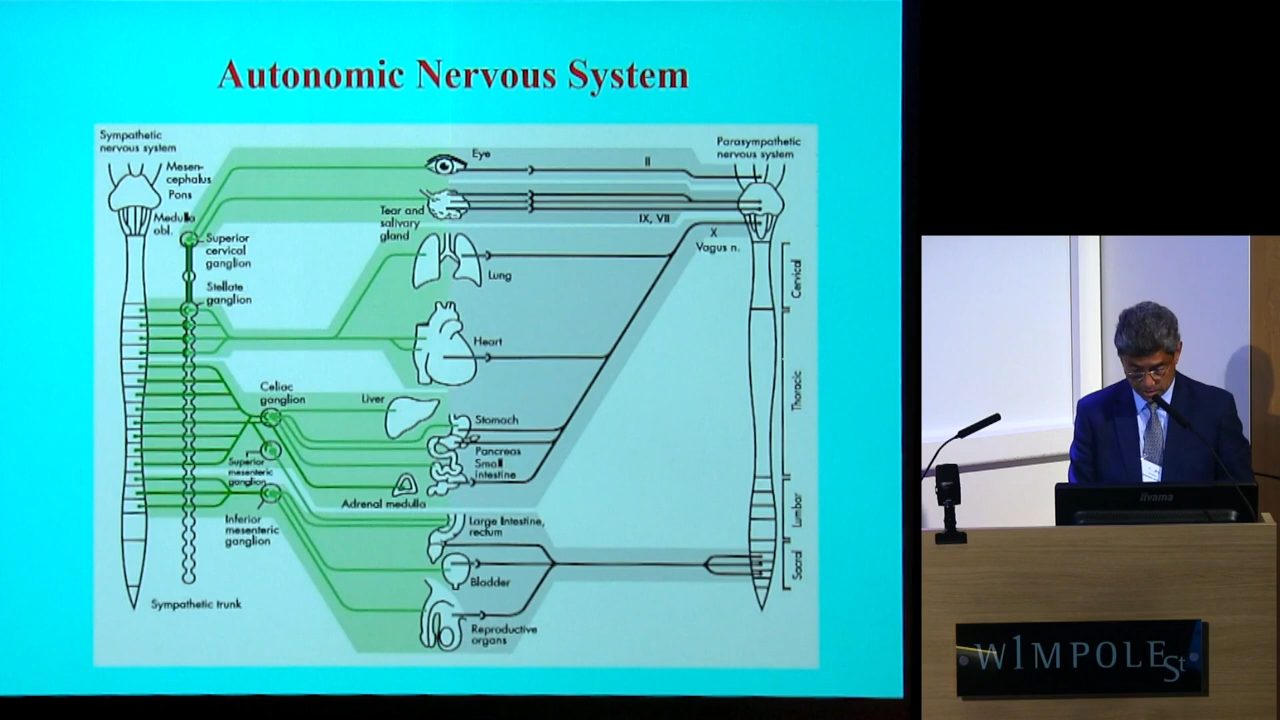 Autonomic Nervous System
Sympathetic
nervous system
Mesen-
cephalus
Pons
Medulla
obl.
Superior
cervical
ganglion
Stellate
ganglion
Celiac
ganglion
Superior
mesenteric
ganglion
Inferior
mesenteric
ganglion
Sympathetic trunk
Eye
Tear and
salivary
gland
Lung
Heart
Liver
Stomach
Pancreas
Small
intestine
Adrenal medulla
Large Intestine,
rectum
Bladder
Reproductive
organs
Parasympathetic
nervous system
II
IX, VII
X
Vagus n.
Cervical
Thoracic
Lumbar
Sacral
iiyama
W1MPOLE St